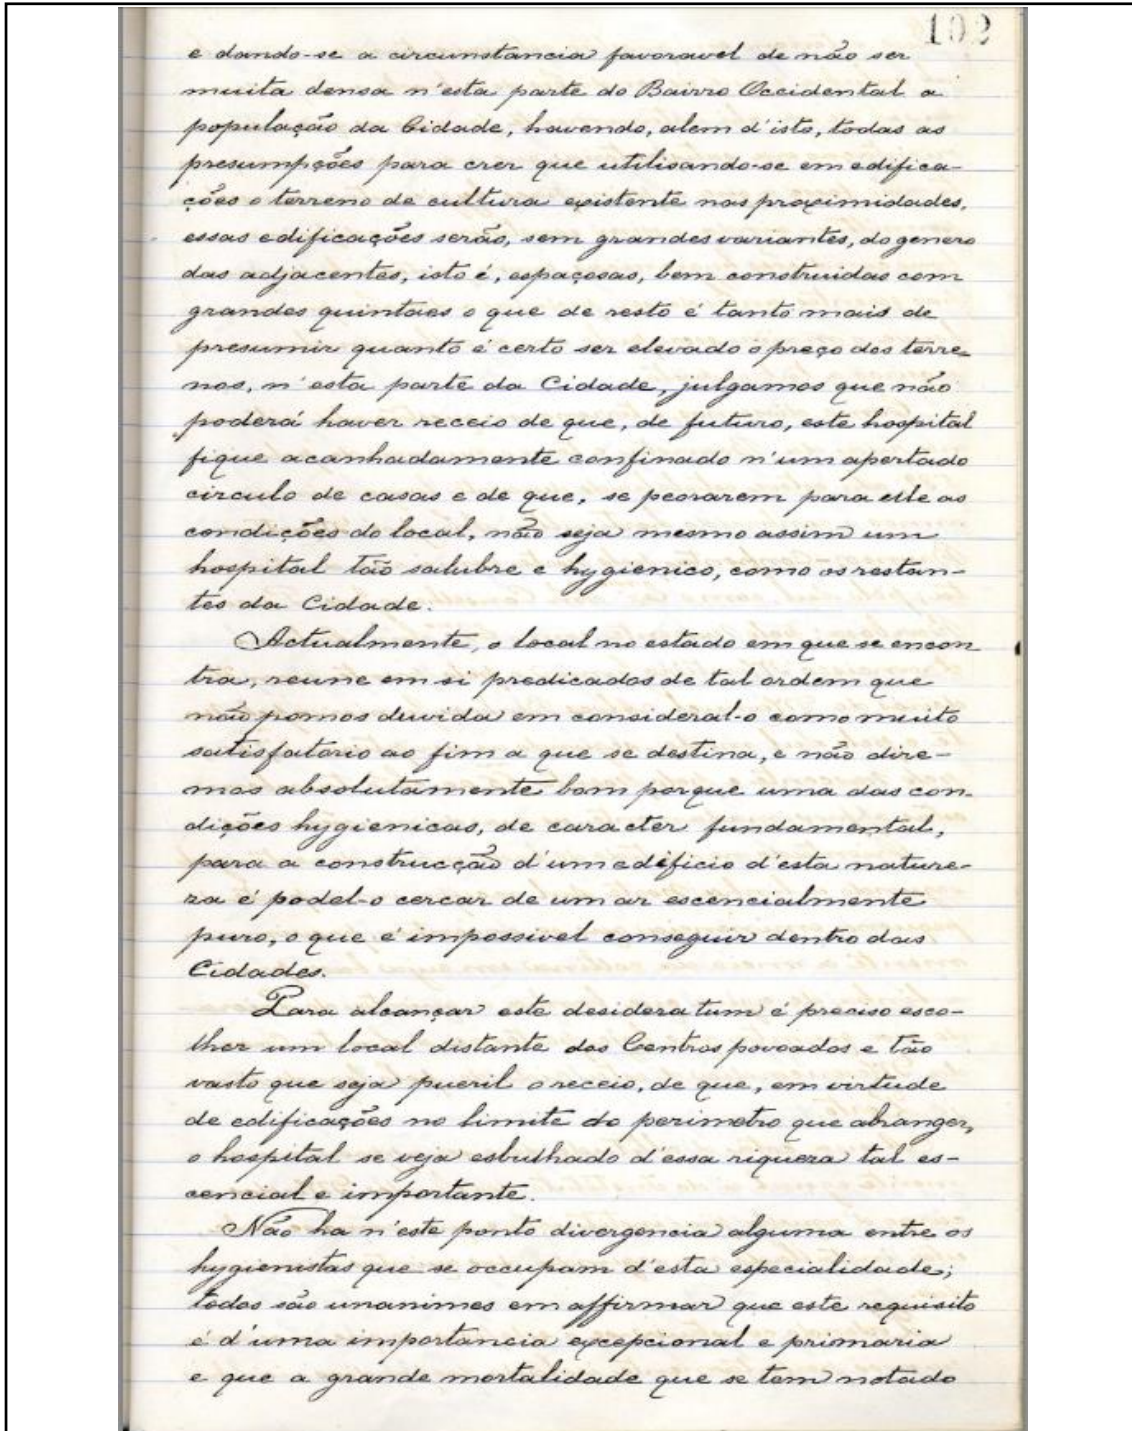 102
e dando-se a circunstancia favoravel de não ser
muita densa n'esta parte do Bairro Occidental a
população da Cidade, havendo, alem d'isto, todas as
presumpções para crer que utilisando-se em edifica-
ções o terreno de cultura existente nas proximidades,
essas edificações serão, sem grandes variantes, do genero
das adjacentes, isto é, espaçosas, bem construidas com
grandes quintaes o que de resto é tanto mais de
presumir quanto é certo ser elevado o preço dos terre-
nos, n'esta parte da Cidade, julgamos que não
poderá haver receio de que, de futuro, este hospital
fique acanhadamente confinado n'um apertado
circulo de casas e de que, se peorarem para elle as
condições do local, não seja mesmo assim um
hospital tão salubre e hygienico, como os restan-
tes da Cidade.
Actualmente, o local no estado em que se encon
tra, reune em si predicados de tal ordem que
não pomos duvida em consideral-o como muito
satisfatorio ao fim a que se destina, e não dire-
mos absolutamente bom porque uma das con-
dições hygienicas, de caracter fundamental,
para a construcção d'um edificio d'esta nature-
za é podel-o cercar de um ar escencialmente
puro, o que é impossivel conseguir dentro das
Cidades.
Para alcançar este desideratum é preciso esco-
lher um local distante dos Centros povoados e tão
vasto que seja pueril o receio, de que, em virtude
de edificações no limite do perimetro que abranger,
o hospital se veja esbulhado d'essa riqueza tal es-
cencial e importante.
Não ha n'este ponto divergencia alguma entre os
hygienistas que se occupam d'esta especialidade;
todos são unanimes em affirmar que este requisito
é d'uma importancia excepcional e primaria
e que a grande mortalidade que se tem notado